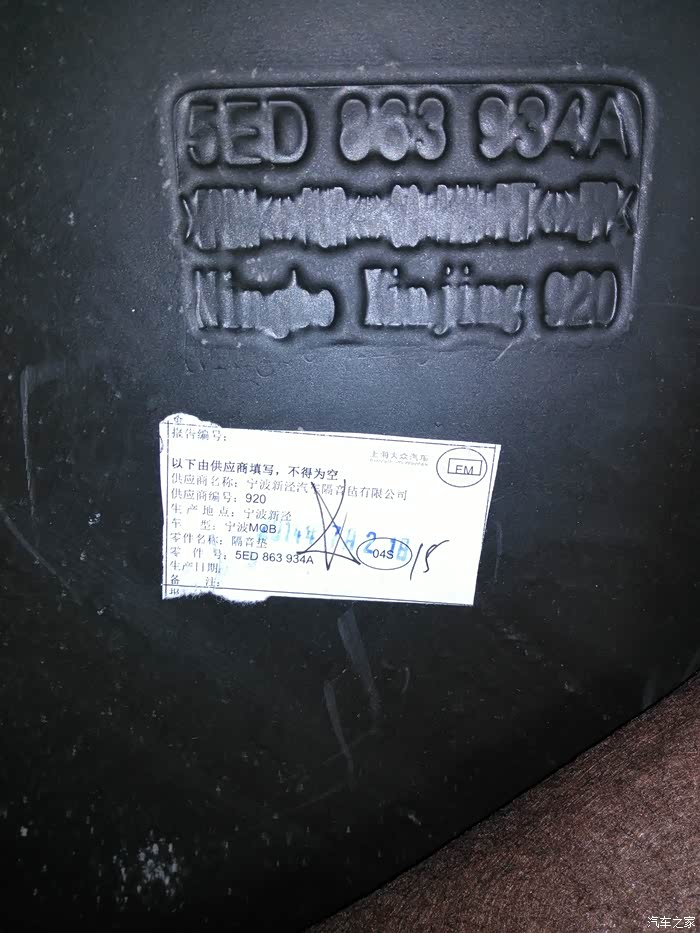 5ED 863 934A
Ningbo Xinjing 920
报告编号:
上海大众汽车
EM
以下由供应商填写，不得为空
供应商名称: 宁波新泾汽车隔音毡有限公司
供应商编号: 920
生产地点: 宁波新泾
车 型: 宁波MQB
零件名称: 隔音垫
零 件 号: 5ED 863 934A
04S
15
生产日期:
备 注:
汽车之家